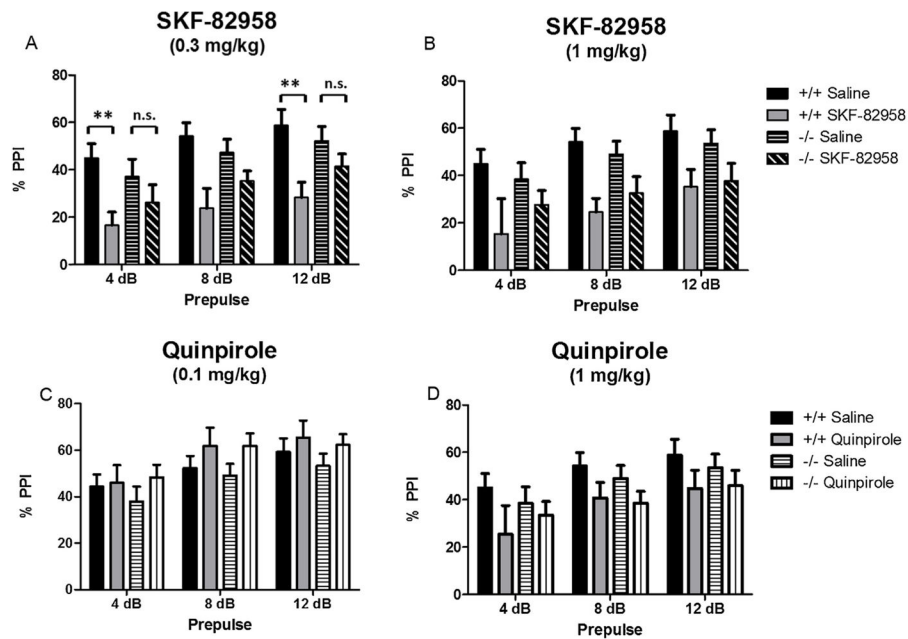 SKF-82958
(0.3 mg/kg)
A
** n.s. ** n.s.
80
60
40
20
0
% PPI
4 dB 8 dB 12 dB
Prepulse
SKF-82958
(1 mg/kg)
B
80
60
40
20
0
% PPI
4 dB 8 dB 12 dB
Prepulse
+/+ Saline
+/+ SKF-82958
-/- Saline
-/- SKF-82958
Quinpirole
(0.1 mg/kg)
C
80
60
40
20
0
% PPI
4 dB 8 dB 12 dB
Prepulse
Quinpirole
(1 mg/kg)
D
80
60
40
20
0
% PPI
4 dB 8 dB 12 dB
Prepulse
+/+ Saline
+/+ Quinpirole
-/- Saline
-/- Quinpirole